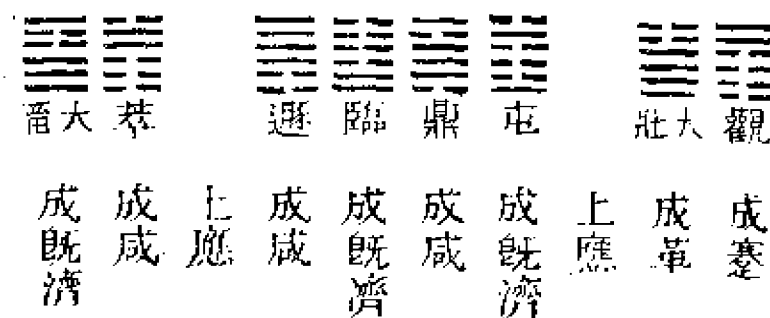 觀 成蹇
大壯 成革
上應
屯 成既濟
鼎 成咸
臨 成既濟
遯 成咸
上應
萃 成咸
大畜 成既濟